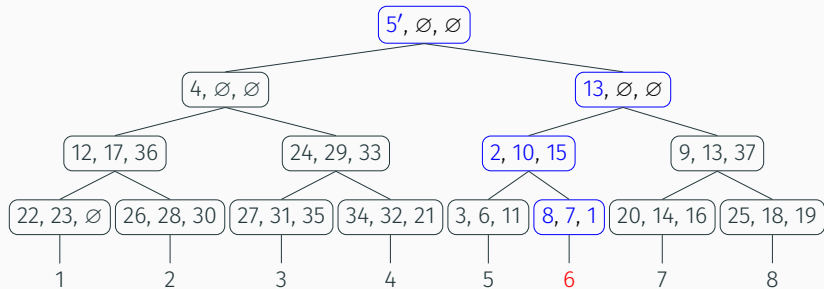 5′, ∅, ∅
4, ∅, ∅ 13, ∅, ∅
12, 17, 36 24, 29, 33 2, 10, 15 9, 13, 37
22, 23, ∅ 26, 28, 30 27, 31, 35 34, 32, 21 3, 6, 11 8, 7, 1 20, 14, 16 25, 18, 19
1 2 3 4 5 6 7 8